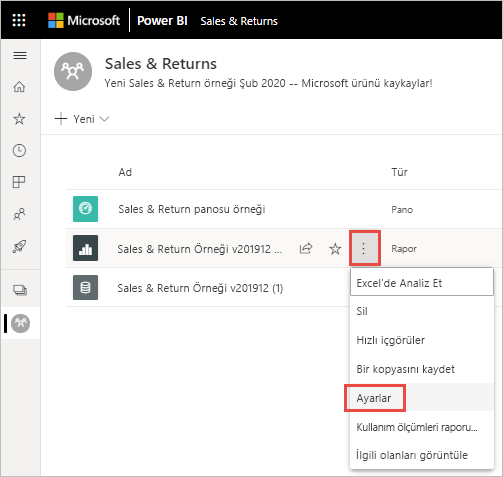 Microsoft Power BI Sales & Returns
Sales & Returns
Yeni Sales & Return örneği Şub 2020 -- Microsoft ürünü kaykaylar!
Yeni
Ad Tür
Sales & Return panosu örneği Pano
Sales & Return Örneği v201912 ... Rapor
Sales & Return Örneği v201912 (1)
Excel'de Analiz Et
Sil
Hızlı içgörüler
Bir kopyasını kaydet
Ayarlar
Kullanım ölçümleri raporu...
İlgili olanları görüntüle